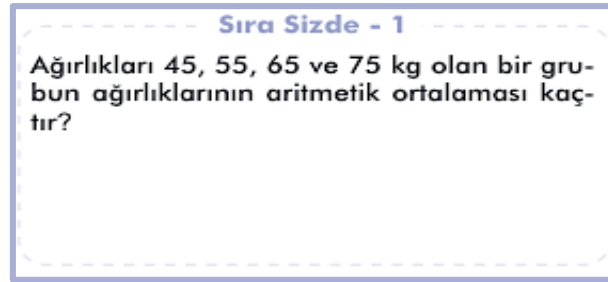 Sıra Sizde - 1
Ağırlıkları 45, 55, 65 ve 75 kg olan bir gru-
bun ağırlıklarının aritmetik ortalaması kaç-
tır?